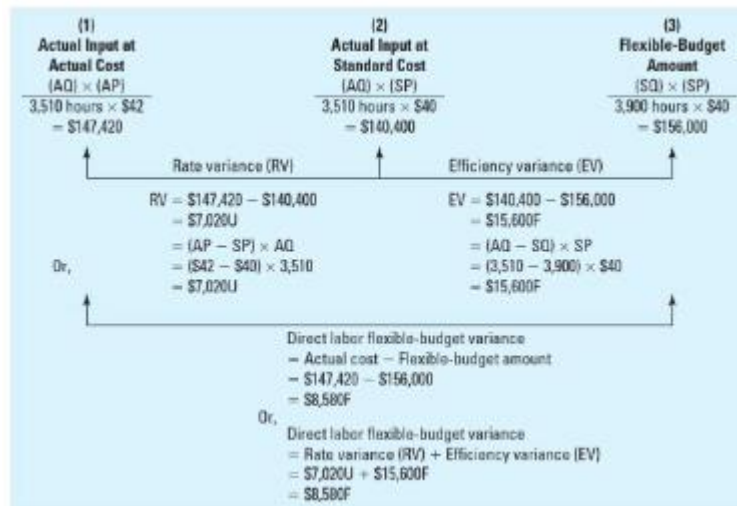 (1)
Actual Input at
Actual Cost
(AQ) × (AP)
3,510 hours × $42
= $147,420
(2)
Actual Input at
Standard Cost
(AQ) × (SP)
3,510 hours × $40
= $140,400
(3)
Flexible-Budget
Amount
(SQ) × (SP)
3,900 hours × $40
= $156,000
Rate variance (RV)
Efficiency variance (EV)
RV = $147,420 − $140,400
= $7,020U
= (AP − SP) × AQ
= ($42 − $40) × 3,510
= $7,020U
EV = $140,400 − $156,000
= $15,600F
= (AQ − SQ) × SP
= (3,510 − 3,900) × $40
= $15,600F
Or,
Direct labor flexible-budget variance
= Actual cost − Flexible-budget amount
= $147,420 − $156,000
= $8,580F
Or,
Direct labor flexible-budget variance
= Rate variance (RV) + Efficiency variance (EV)
= $7,020U + $15,600F
= $8,580F